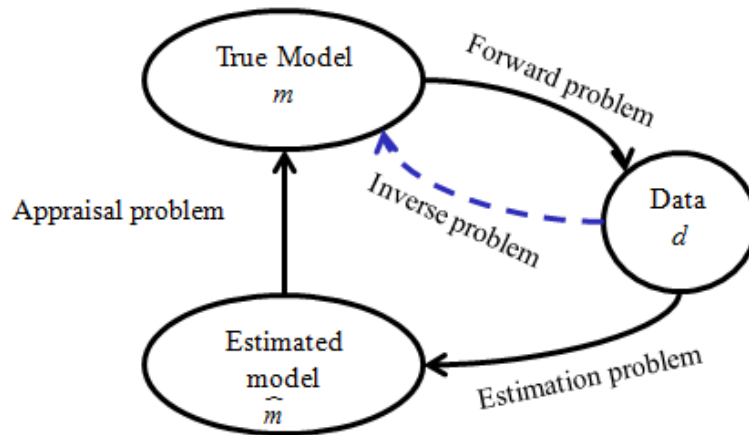 True Model
m
Forward problem
Inverse problem
Data
d
Appraisal problem
Estimated
model
m̂
Estimation problem